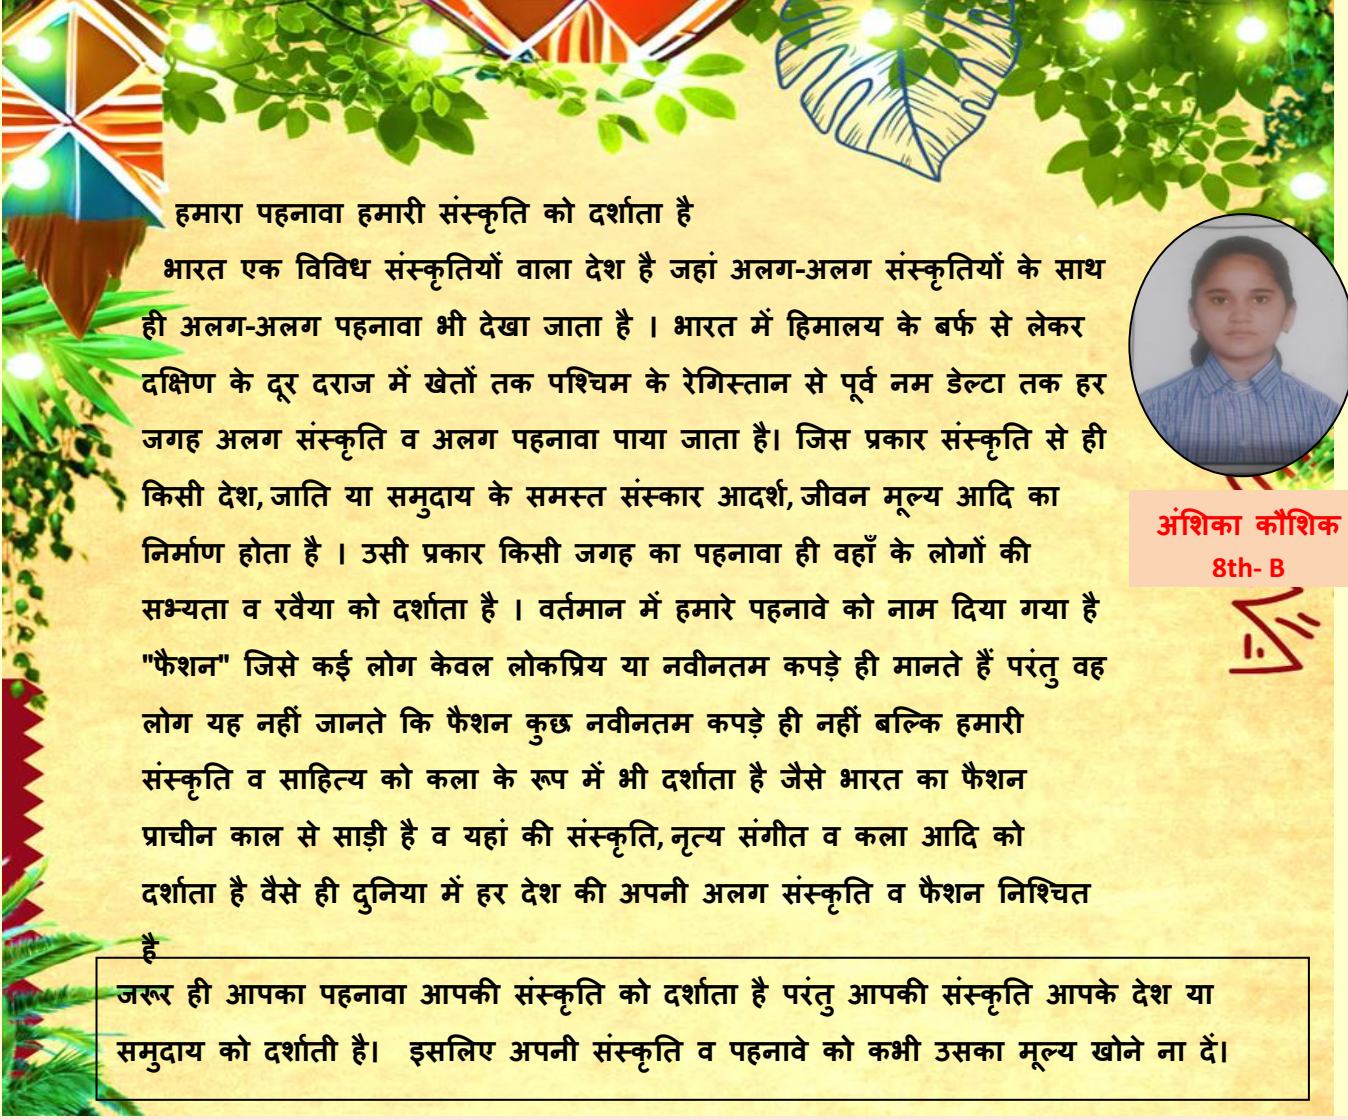 हमारा पहनावा हमारी संस्कृति को दर्शाता है
भारत एक विविध संस्कृतियों वाला देश है जहां अलग-अलग संस्कृतियों के साथ
ही अलग-अलग पहनावा भी देखा जाता है । भारत में हिमालय के बर्फ से लेकर
दक्षिण के दूर दराज में खेतों तक पश्चिम के रेगिस्तान से पूर्व नम डेल्टा तक हर
जगह अलग संस्कृति व अलग पहनावा पाया जाता है। जिस प्रकार संस्कृति से ही
किसी देश, जाति या समुदाय के समस्त संस्कार आदर्श, जीवन मूल्य आदि का
निर्माण होता है । उसी प्रकार किसी जगह का पहनावा ही वहाँ के लोगों की
सभ्यता व रवैया को दर्शाता है । वर्तमान में हमारे पहनावे को नाम दिया गया है
"फैशन" जिसे कई लोग केवल लोकप्रिय या नवीनतम कपड़े ही मानते हैं परंतु वह
लोग यह नहीं जानते कि फैशन कुछ नवीनतम कपड़े ही नहीं बल्कि हमारी
संस्कृति व साहित्य को कला के रूप में भी दर्शाता है जैसे भारत का फैशन
प्राचीन काल से साड़ी है व यहां की संस्कृति, नृत्य संगीत व कला आदि को
दर्शाता है वैसे ही दुनिया में हर देश की अपनी अलग संस्कृति व फैशन निश्चित
है
जरूर ही आपका पहनावा आपकी संस्कृति को दर्शाता है परंतु आपकी संस्कृति आपके देश या
समुदाय को दर्शाती है। इसलिए अपनी संस्कृति व पहनावे को कभी उसका मूल्य खोने ना दें।
अंशिका कौशिक
8th- B